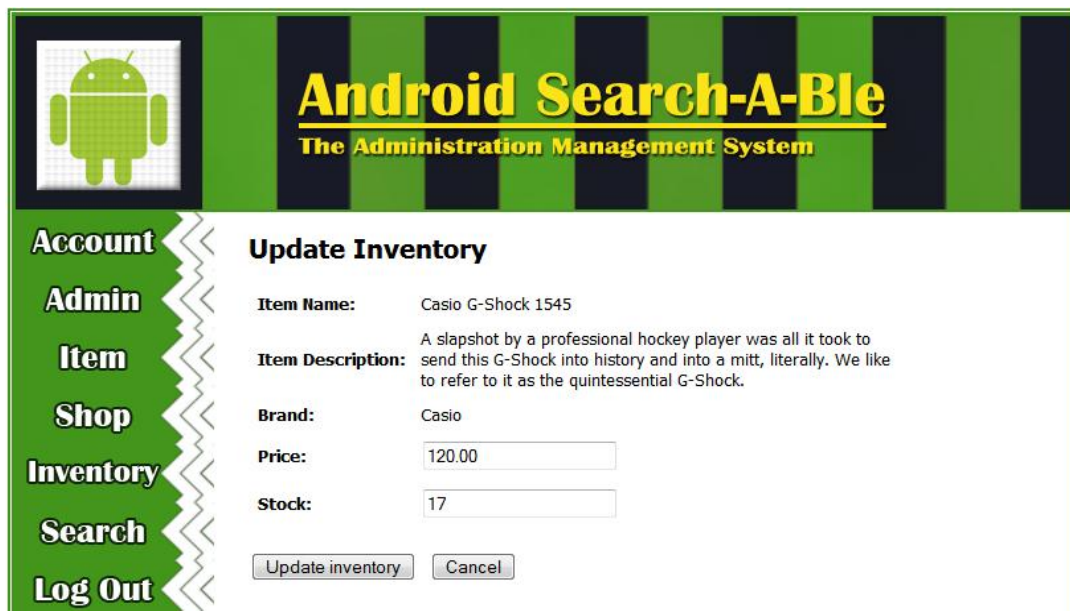 Android Search-A-Ble
The Administration Management System
Account
Admin
Item
Shop
Inventory
Search
Log Out
Update Inventory
Item Name: Casio G-Shock 1545
Item Description: A slapshot by a professional hockey player was all it took to
send this G-Shock into history and into a mitt, literally. We like
to refer to it as the quintessential G-Shock.
Brand: Casio
Price: 120.00
Stock: 17
Update inventory Cancel